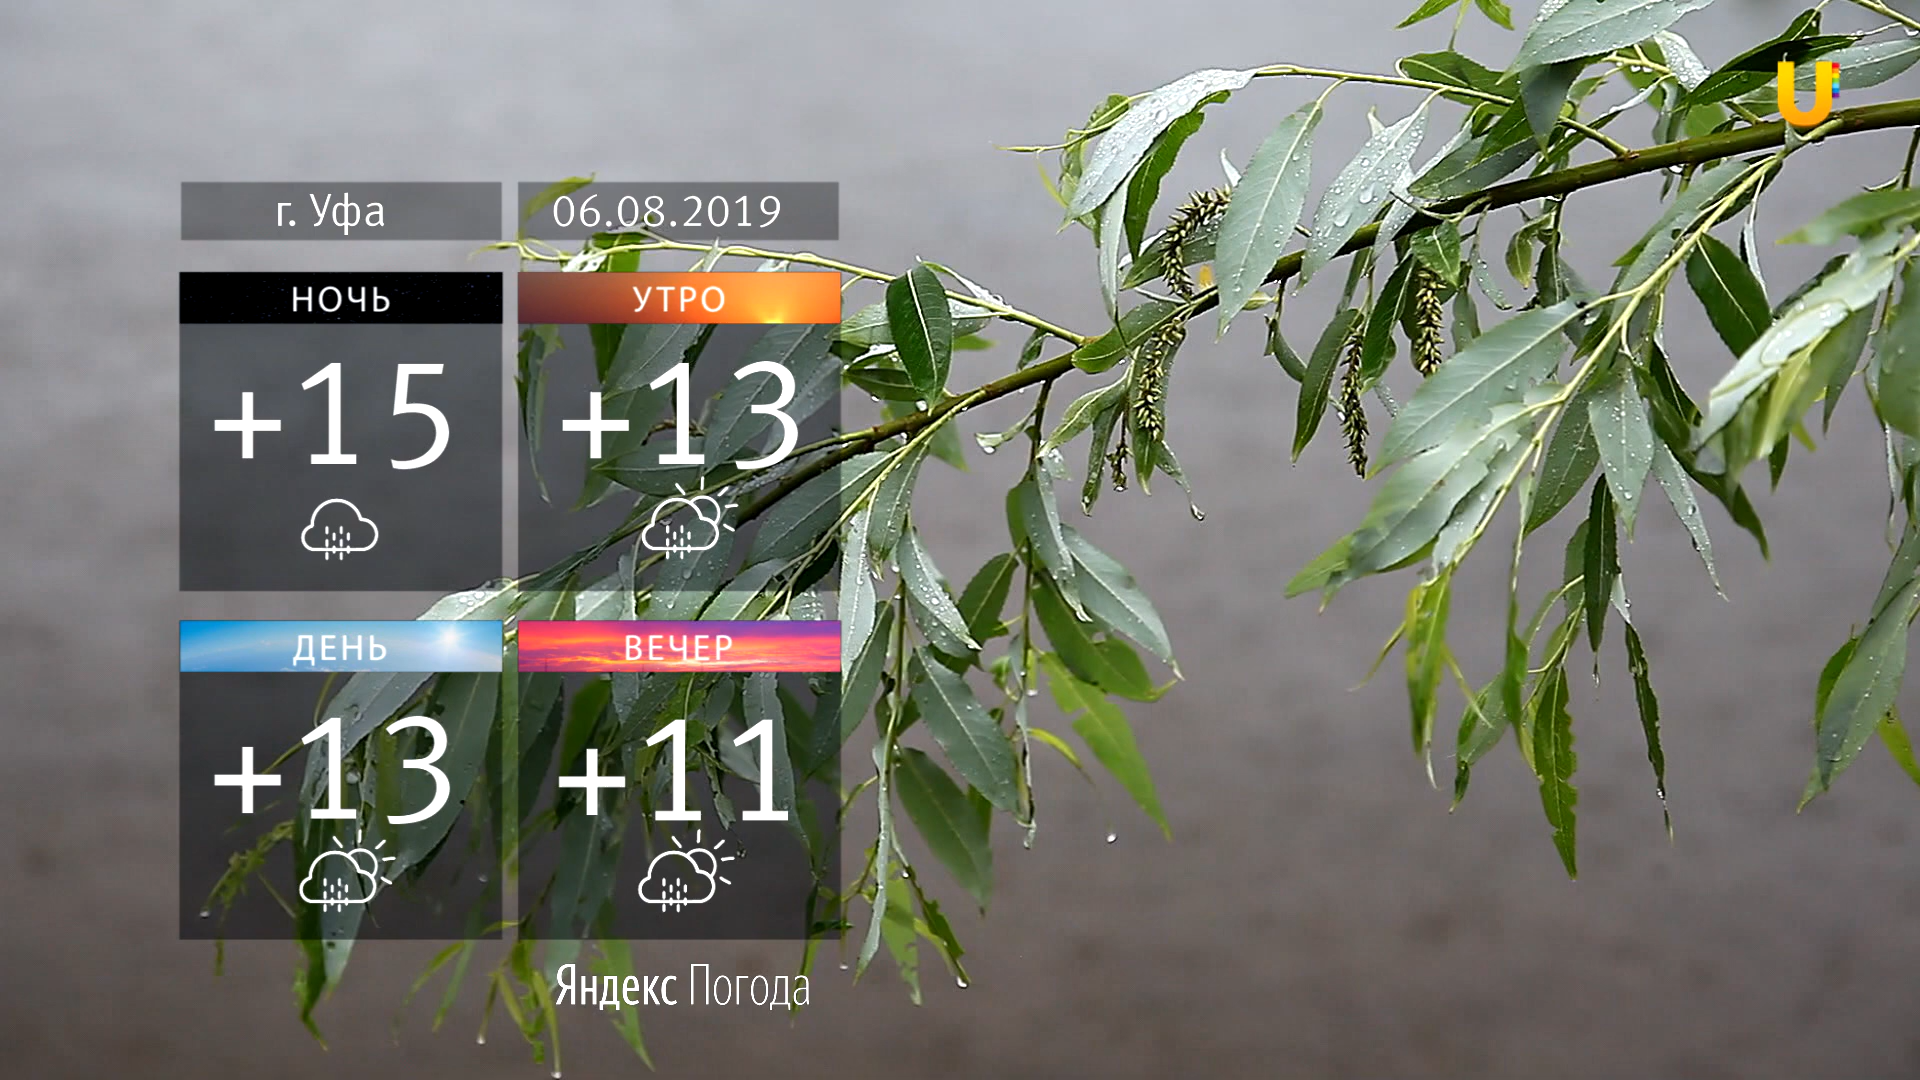 г. Уфа
06.08.2019
НОЧЬ
+15
УТРО
+13
ДЕНЬ
+13
ВЕЧЕР
+11
Яндекс Погода
U